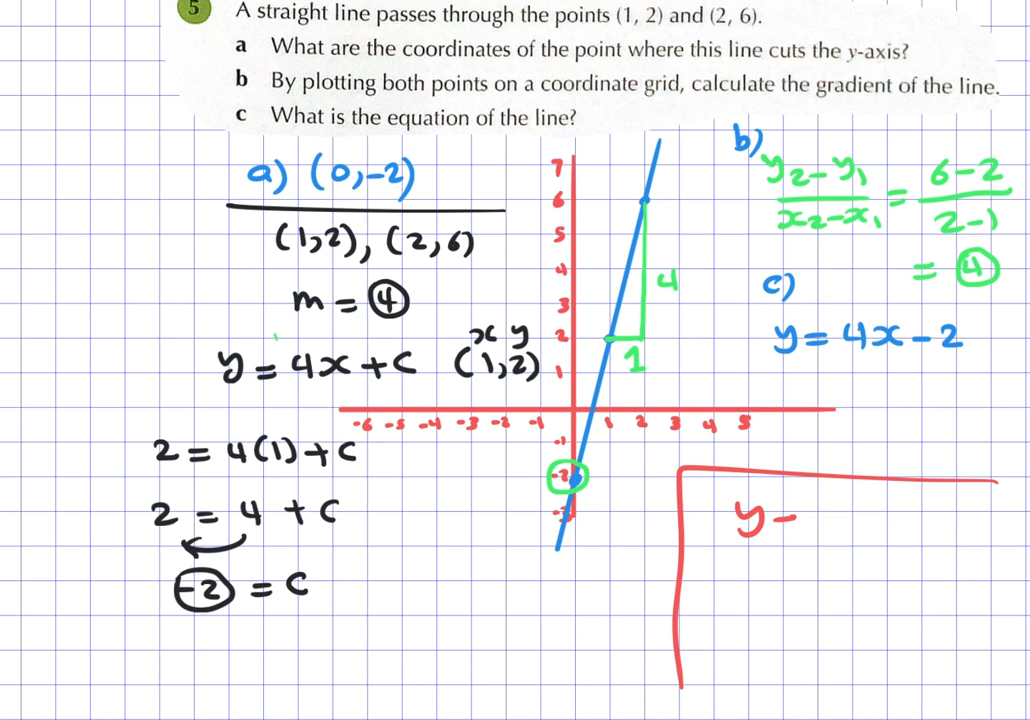 5 A straight line passes through the points (1, 2) and (2, 6).
a What are the coordinates of the point where this line cuts the y-axis?
b By plotting both points on a coordinate grid, calculate the gradient of the line.
c What is the equation of the line?
a) (0,-2)
(1,2), (2,6)
m = 4
y = 4x + c
x y
(1,2)
2 = 4(1) + c
2 = 4 + c
-2 = c
7
6
5
4
3
2
1
-6 -5 -4 -3 -2 -1 1 2 3 4 5
-1
-2
-3
4
1
b)
y₂-y₁ / x₂-x₁ = 6-2 / 2-1
= 4
c)
y = 4x - 2
y -